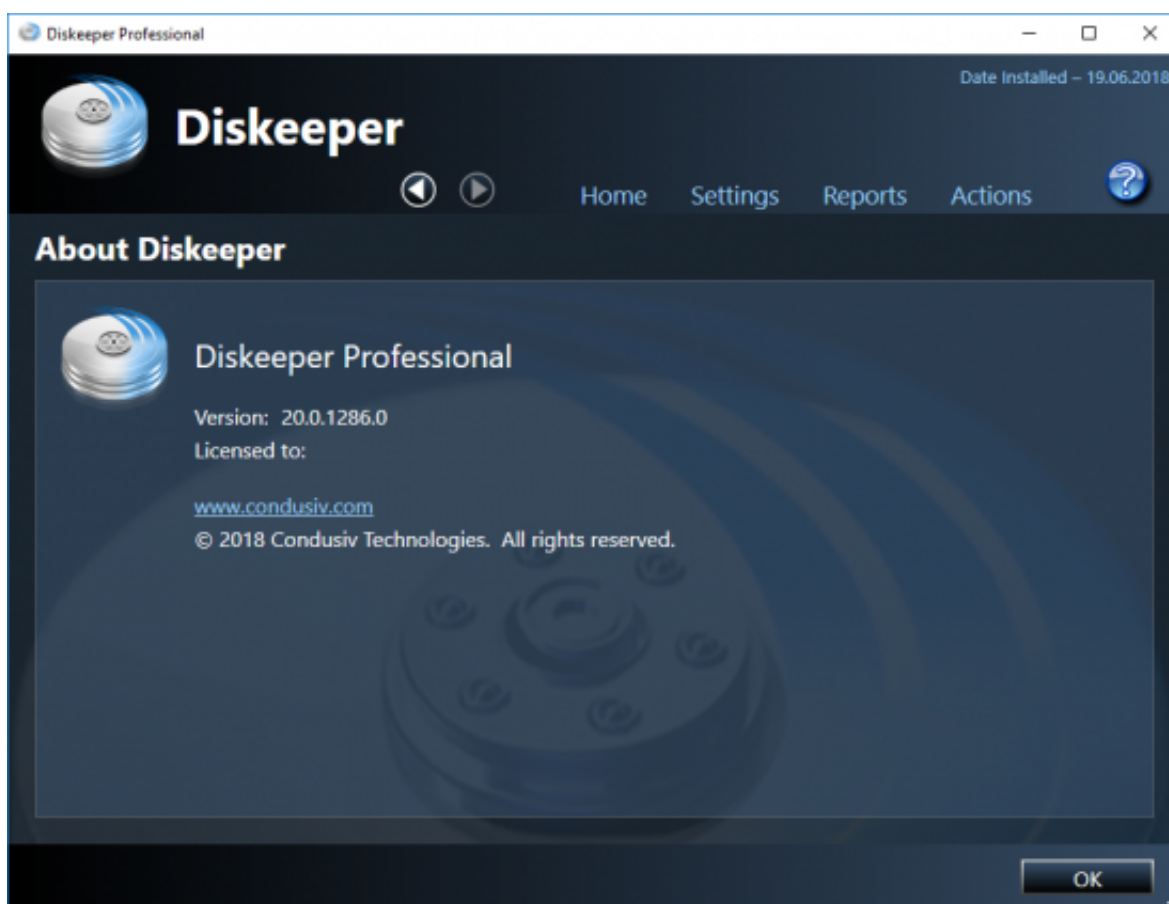 Diskeeper Professional
Date Installed – 19.06.2018
Diskeeper
Home Settings Reports Actions
About Diskeeper
Diskeeper Professional
Version: 20.0.1286.0
Licensed to:
www.condusiv.com
© 2018 Condusiv Technologies. All rights reserved.
OK